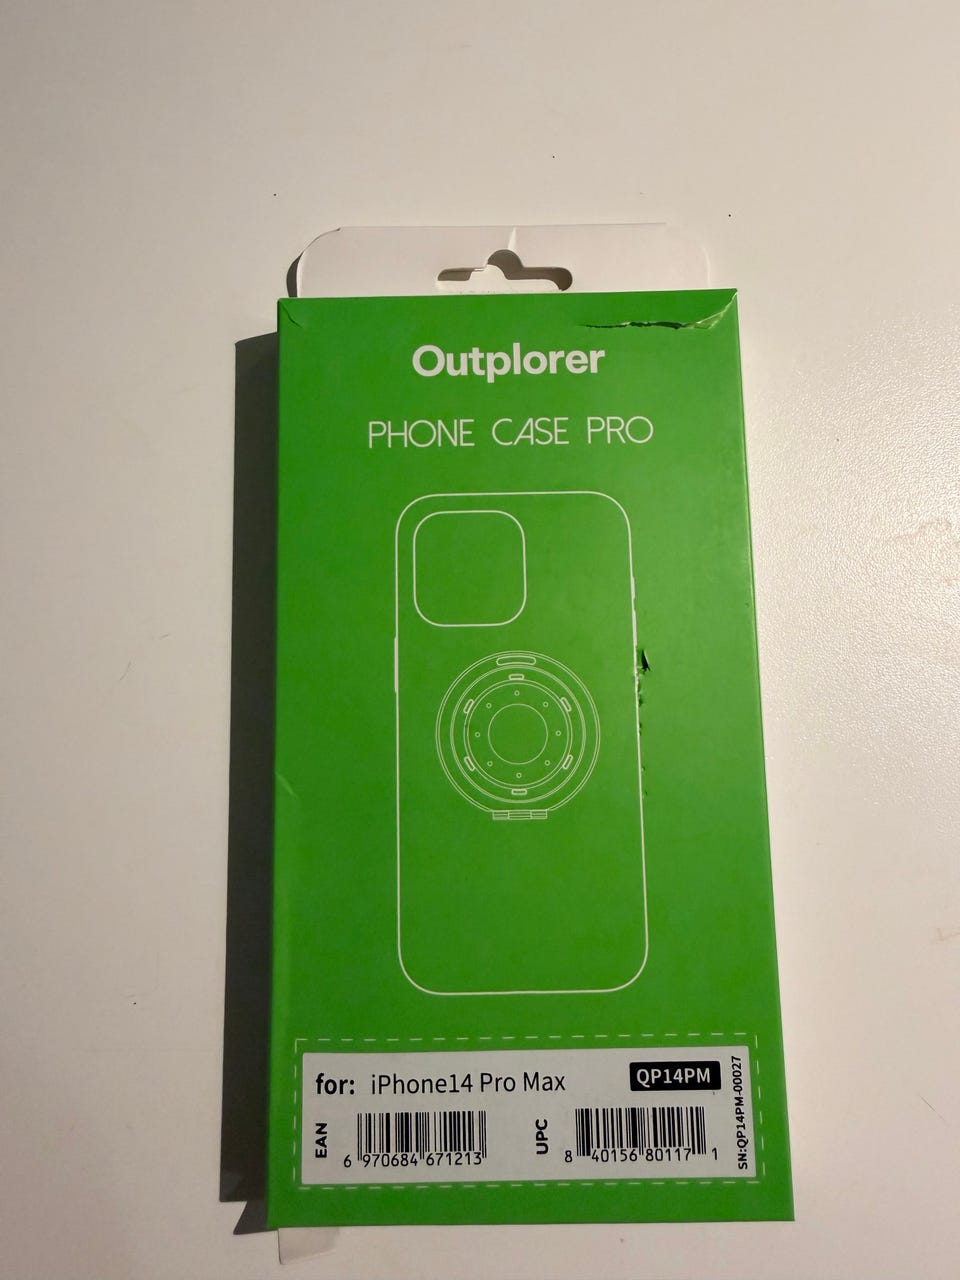 Outplorer
PHONE CASE PRO
for: iPhone14 Pro Max
QP14PM
EAN
6 970684 671213
UPC
8 40156 80117 1
SN:QP14PM-00027